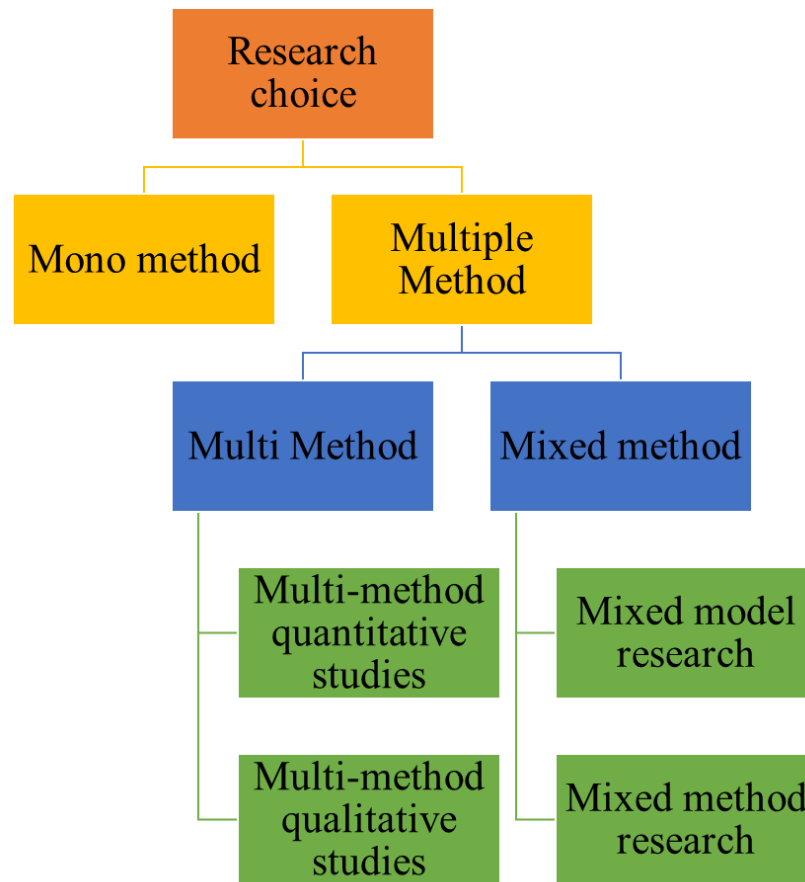 Research
choice
Mono method
Multiple
Method
Multi Method
Mixed method
Multi-method
quantitative
studies
Mixed model
research
Multi-method
qualitative
studies
Mixed method
research